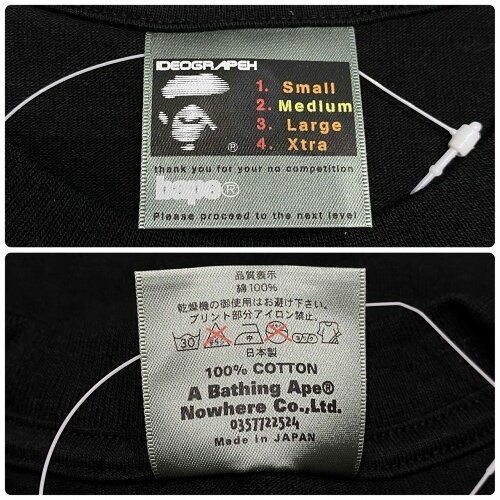 IDEOGRAPEH
1. Small
2. Medium
3. Large
4. Xtra
®
thank you for your no competition
bape®
Please proceed to the next level
品質表示
綿100%
乾燥機の御使用はお避け下さい。
プリント部分アイロン禁止。
30 中
日本製
100% COTTON
A Bathing Ape®
Nowhere Co.,Ltd.
0357722524
Made in JAPAN